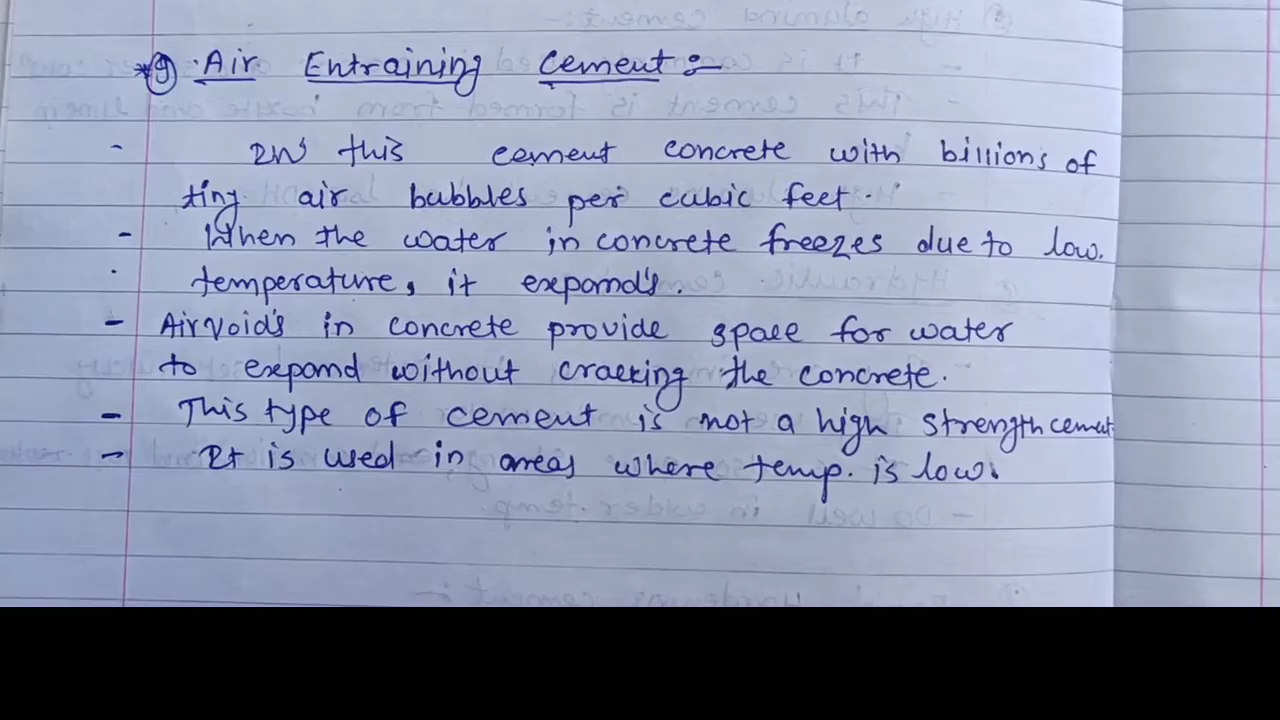 *9) Air Entraining Cement :-
- IN this cement concrete with billions of
tiny air bubbles per cubic feet.
- When the water in concrete freezes due to low.
temperature, it expand's.
- Air void's in concrete provide space for water
to expand without cracking the concrete.
- This type of cement is not a high strength cement
- It is used in areas where temp. is low.